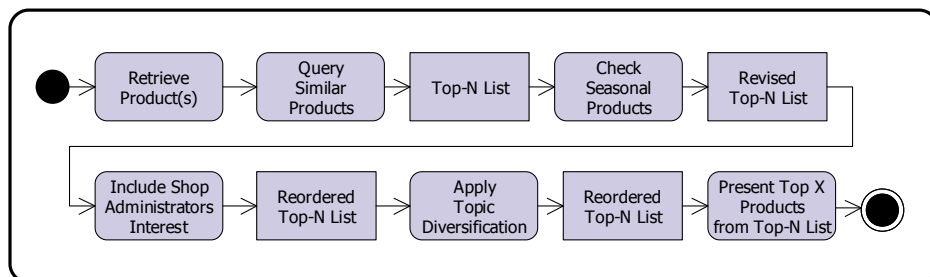 Retrieve
Product(s)
Query
Similar
Products
Top-N List
Check
Seasonal
Products
Revised
Top-N List
Include Shop
Administrators
Interest
Reordered
Top-N List
Apply
Topic
Diversification
Reordered
Top-N List
Present Top X
Products
from Top-N List